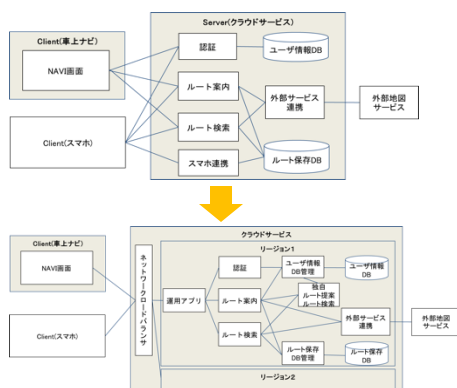 Server(クラウドサービス)
Client(車上ナビ)
NAVI画面
Client(スマホ)
認証
ルート案内
ルート検索
スマホ連携
ユーザ情報DB
外部サービス
連携
ルート保存DB
外部地図
サービス
クラウドサービス
Client(車上ナビ)
NAVI画面
Client(スマホ)
ネットワークロードバランサ
リージョン1
運用アプリ
認証
ルート案内
ルート検索
ユーザ情報
DB管理
独自
ルート提案
ルート検索
外部サービス
連携
ルート保存
DB管理
ユーザ情報
DB
ルート保存
DB
外部地図
サービス
リージョン2